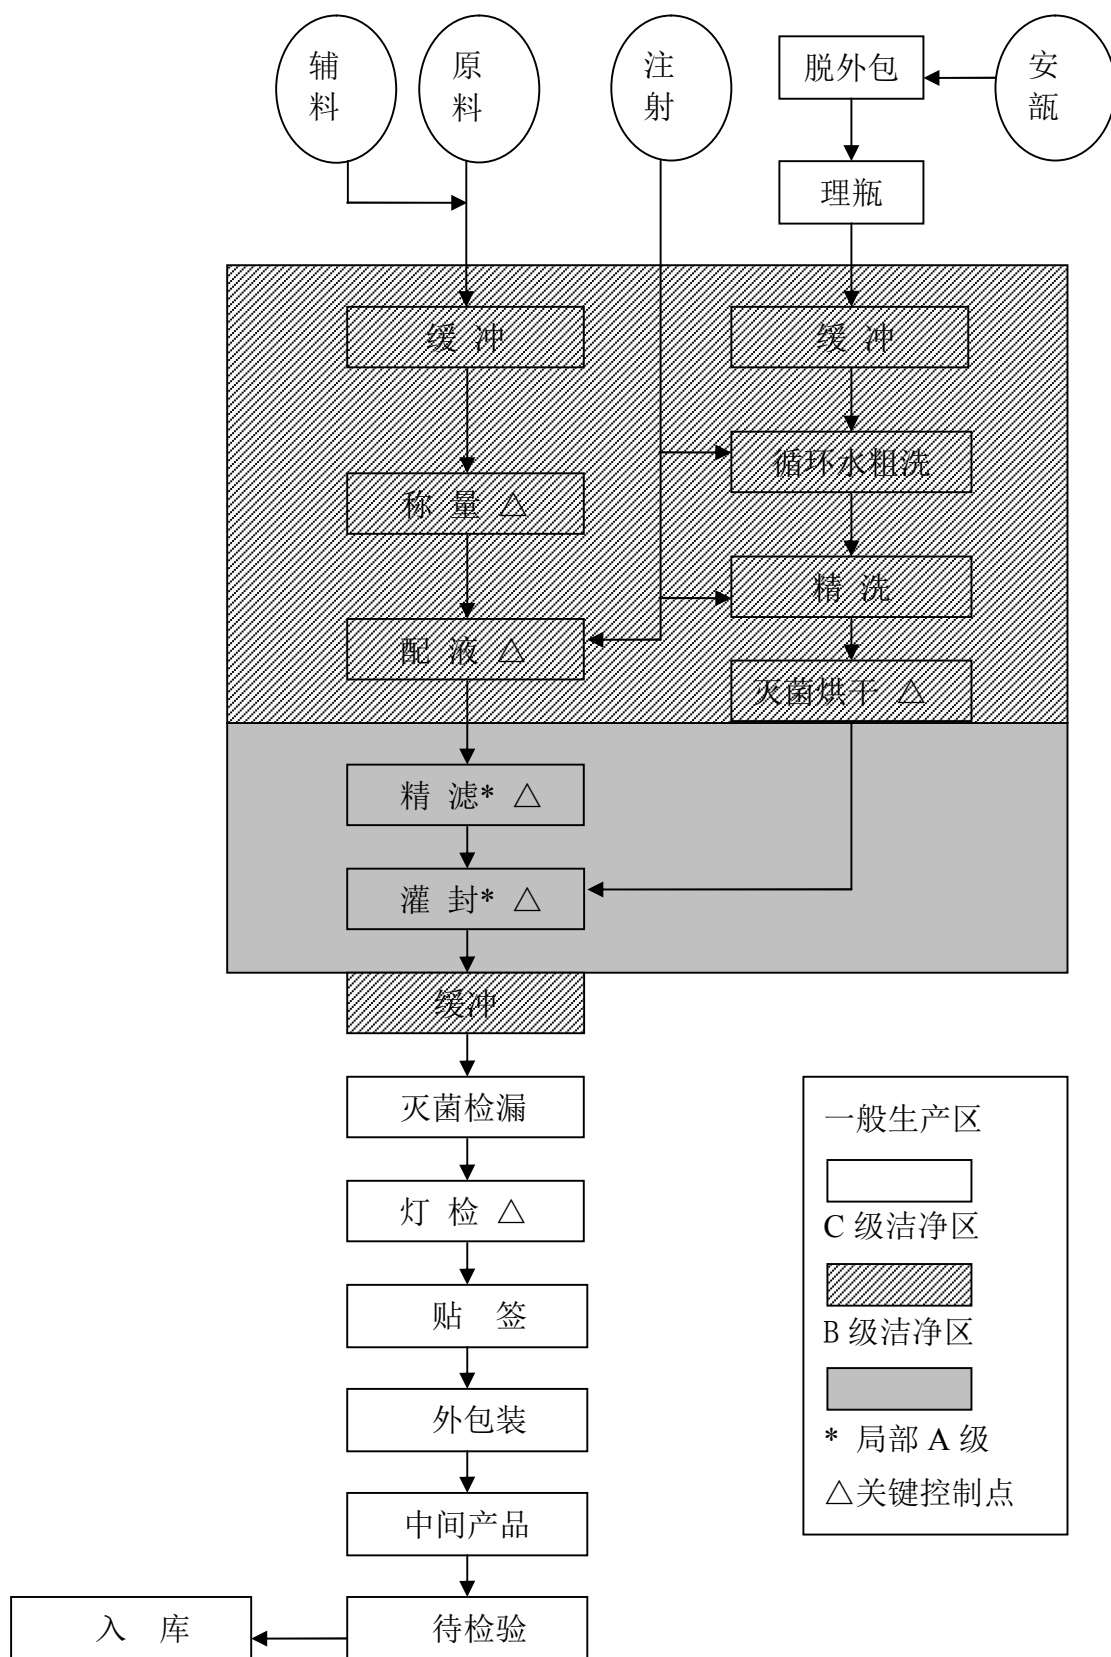 辅料
原料
注射
脱外包
安瓿
理瓶
缓 冲
缓 冲
循环水粗洗
称 量 △
精 洗
配 液 △
灭菌烘干 △
精 滤* △
灌 封* △
缓冲
灭菌检漏
灯 检 △
贴 签
外包装
中间产品
待检验
入 库
一般生产区
C 级洁净区
B 级洁净区
* 局部 A 级
△关键控制点